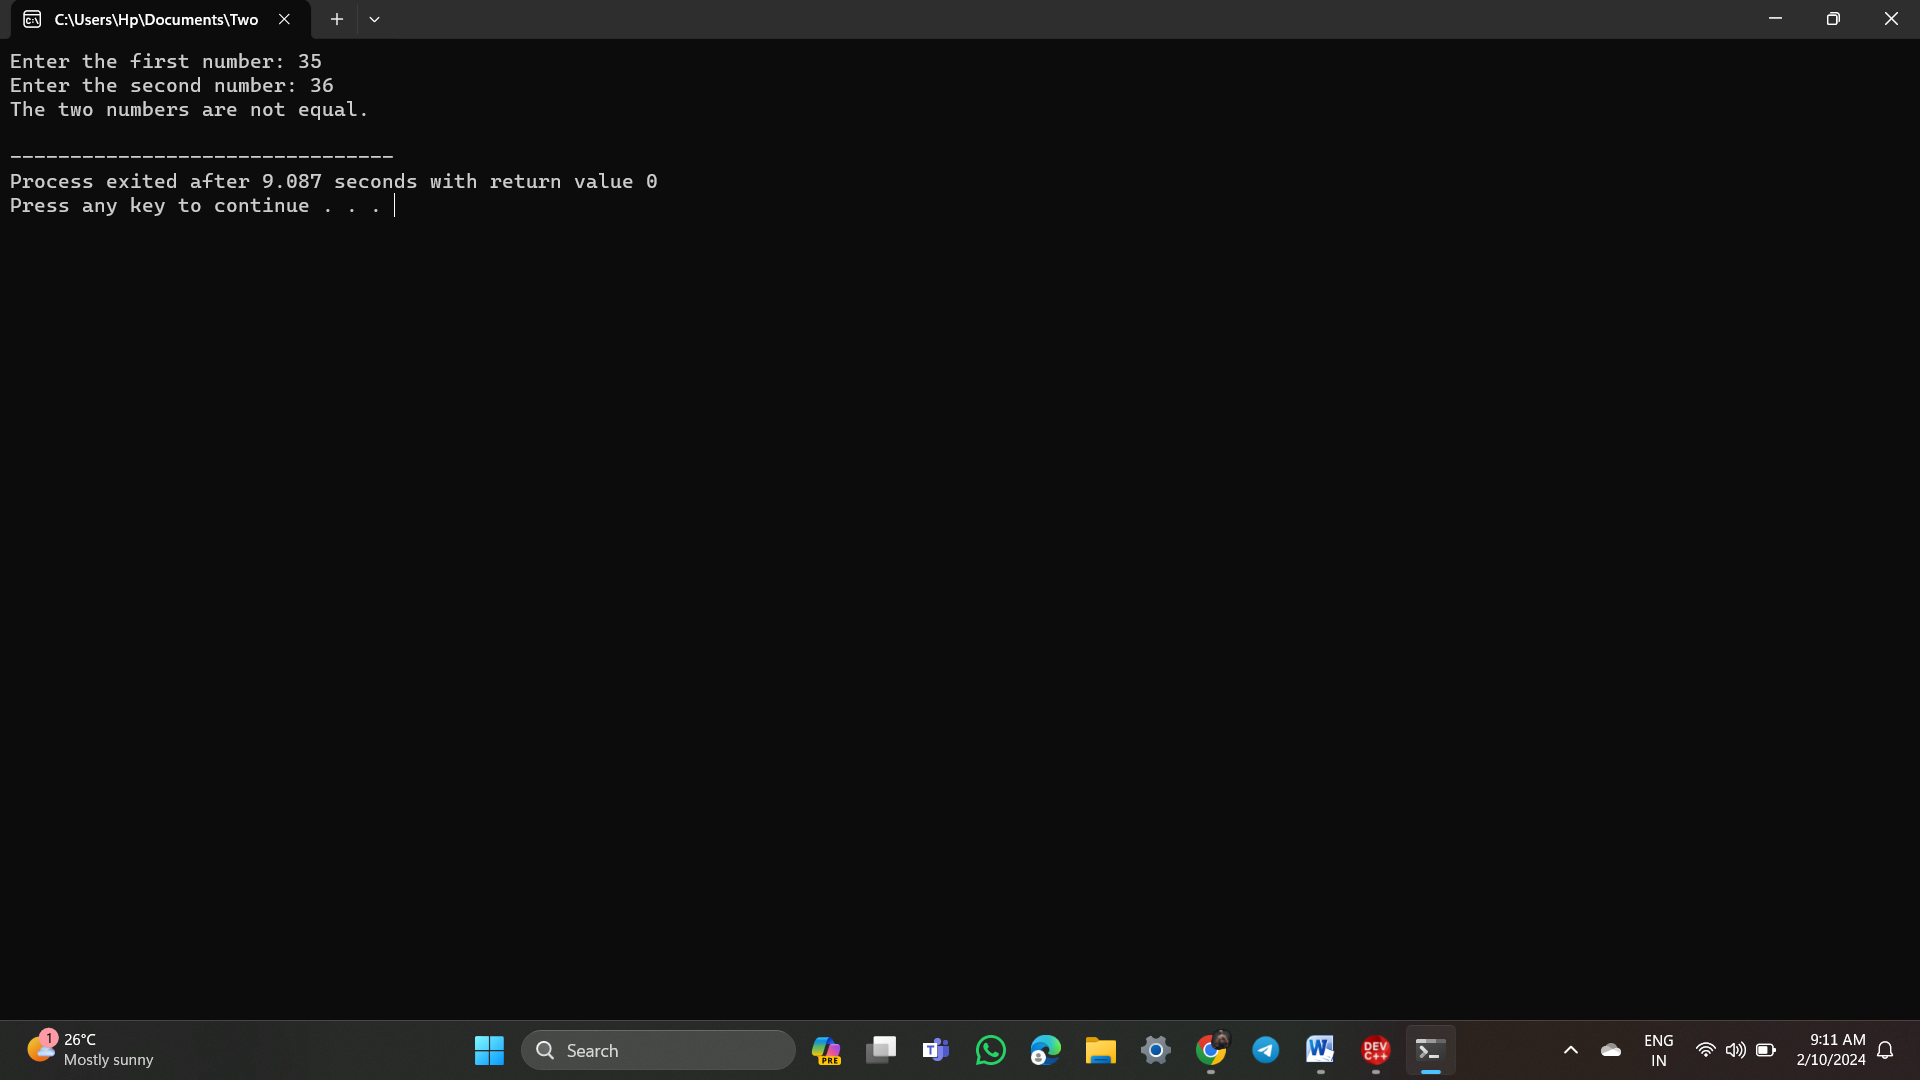 C:\Users\Hp\Documents\Two
Enter the first number: 35
Enter the second number: 36
The two numbers are not equal.
--------------------------------
Process exited after 9.087 seconds with return value 0
Press any key to continue . . .
1
26°C
Mostly sunny
Search
PRE
T
W
DEV
C++
ENG
IN
9:11 AM
2/10/2024